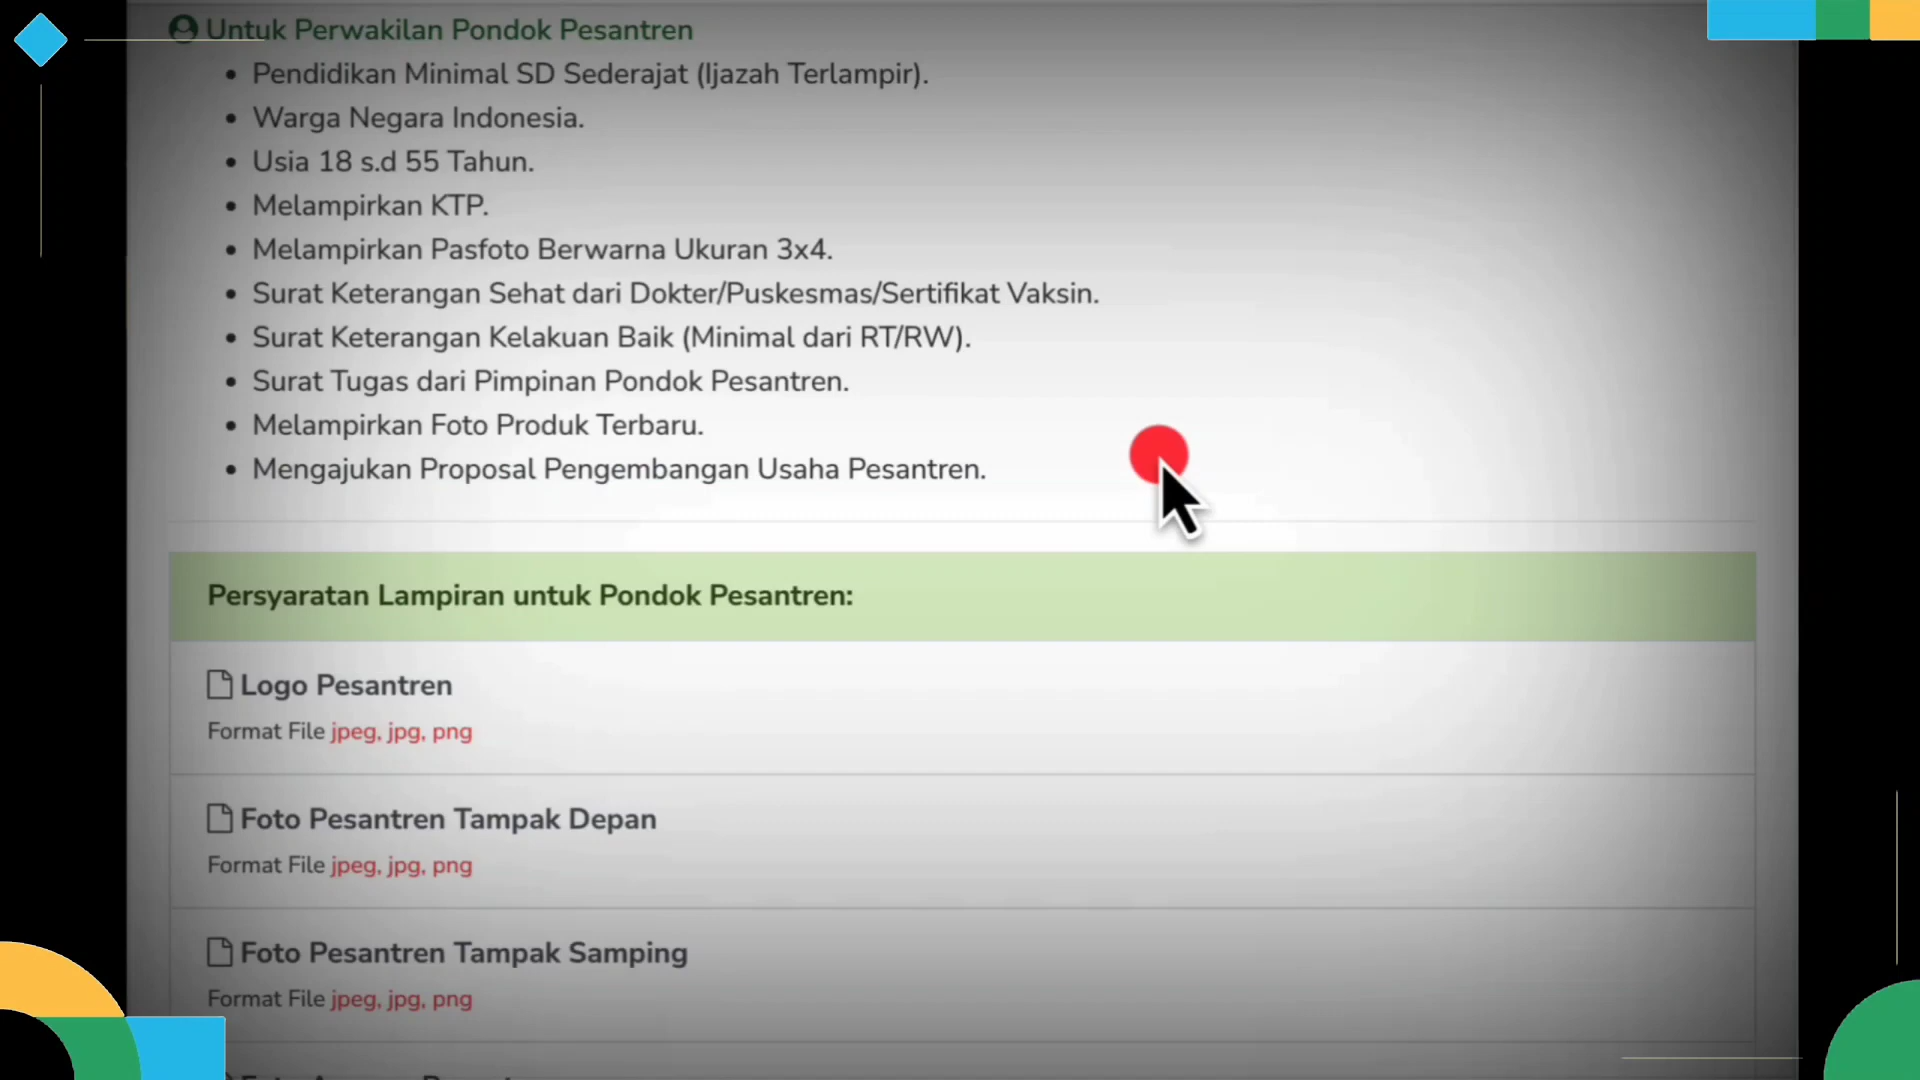 Untuk Perwakilan Pondok Pesantren
Pendidikan Minimal SD Sederajat (Ijazah Terlampir).
Warga Negara Indonesia.
Usia 18 s.d 55 Tahun.
Melampirkan KTP.
Melampirkan Pasfoto Berwarna Ukuran 3x4.
Surat Keterangan Sehat dari Dokter/Puskesmas/Sertifikat Vaksin.
Surat Keterangan Kelakuan Baik (Minimal dari RT/RW).
Surat Tugas dari Pimpinan Pondok Pesantren.
Melampirkan Foto Produk Terbaru.
Mengajukan Proposal Pengembangan Usaha Pesantren.
Persyaratan Lampiran untuk Pondok Pesantren:
Logo Pesantren
Format File jpeg, jpg, png
Foto Pesantren Tampak Depan
Format File jpeg, jpg, png
Foto Pesantren Tampak Samping
Format File jpeg, jpg, png